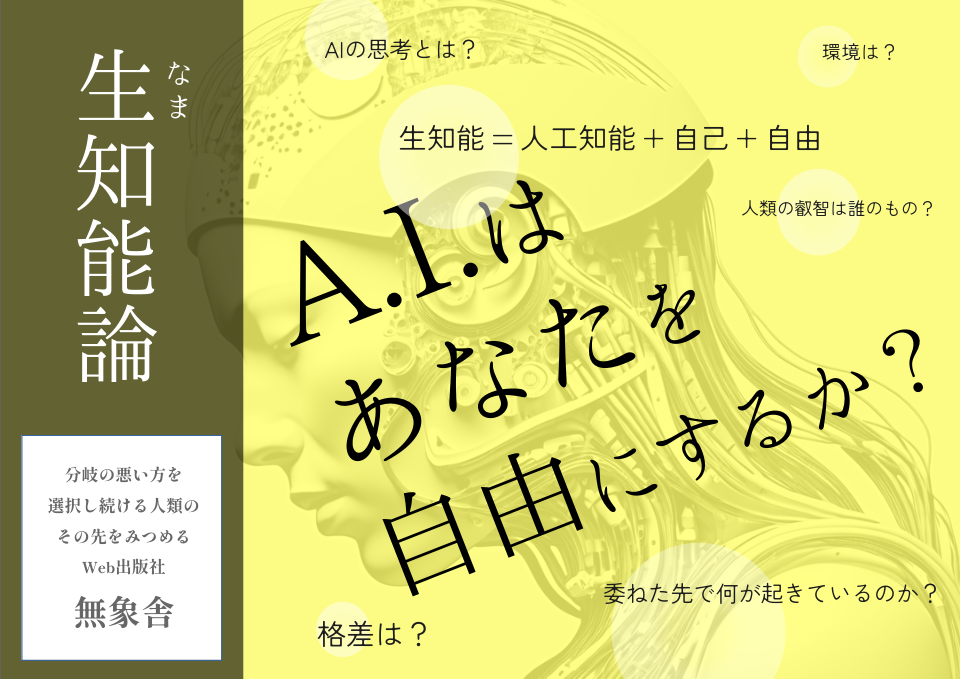 生知能論
なま
分岐の悪い方を
選択し続ける人類の
その先をみつめる
Web出版社
無象舎
AIの思考とは？
環境は？
生知能＝人工知能＋自己＋自由
人類の叡智は誰のもの？
A.I.は
あなたを
自由にするか？
委ねた先で何が起きているのか？
格差は？